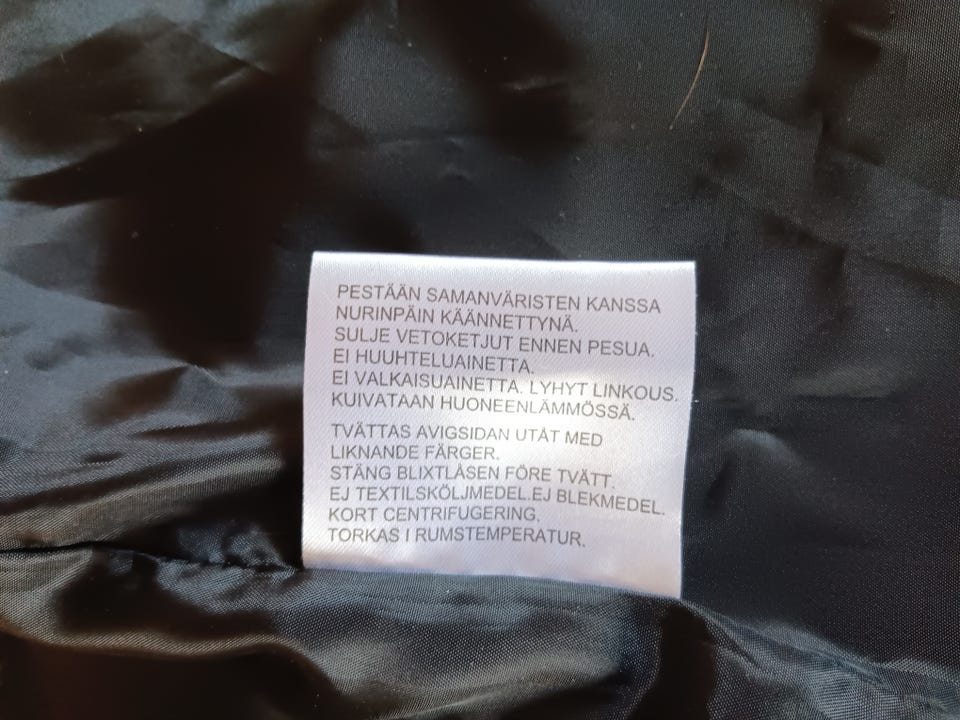 PESTÄÄN SAMANVÄRISTEN KANSSA
NURINPÄIN KÄÄNNETTYNÄ.
SULJE VETOKETJUT ENNEN PESUA.
EI HUUHTELUAINETTA.
EI VALKAISUAINETTA. LYHYT LINKOUS.
KUIVATAAN HUONEENLÄMMÖSSÄ.
TVÄTTAS AVIGSIDAN UTÅT MED
LIKNANDE FÄRGER.
STÄNG BLIXTLÅSEN FÖRE TVÄTT.
EJ TEXTILSKÖLJMEDEL.EJ BLEKMEDEL.
KORT CENTRIFUGERING.
TORKAS I RUMSTEMPERATUR.